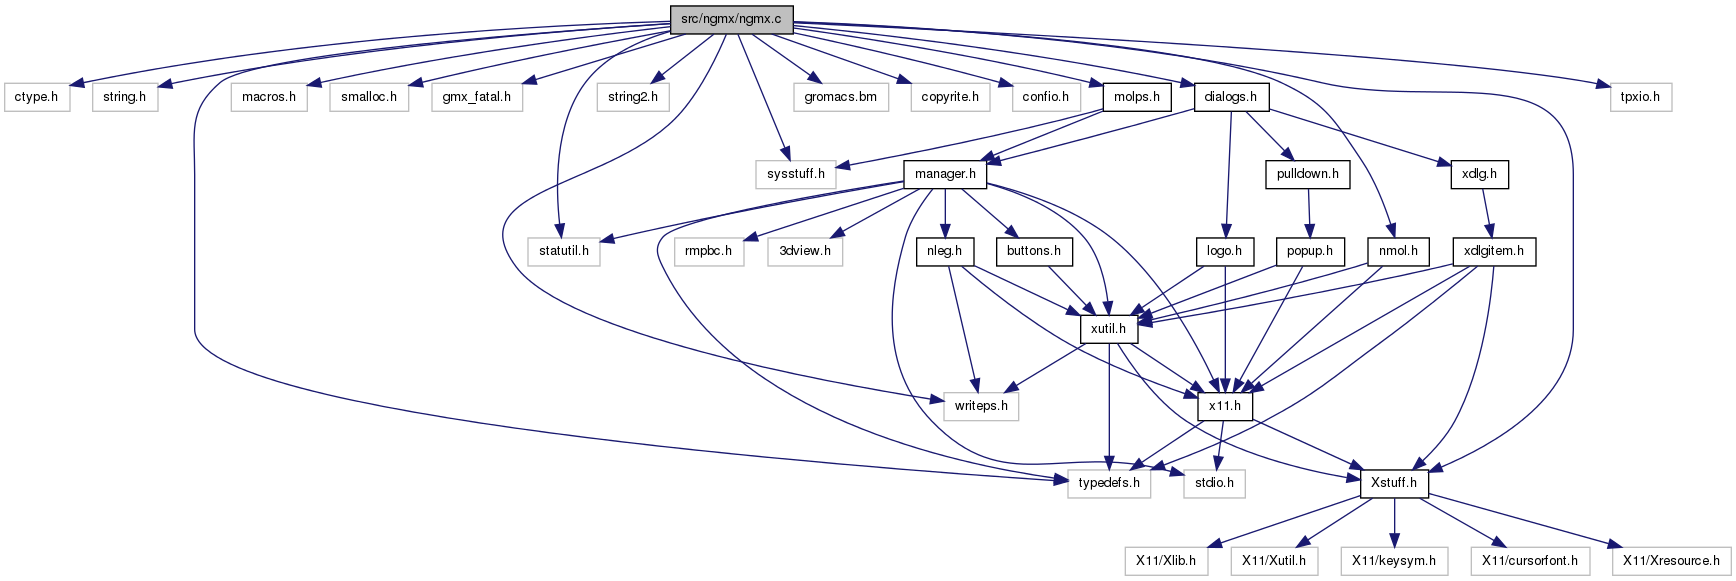 src/ngmx/ngmx.c
ctype.h
string.h
macros.h
smalloc.h
gmx_fatal.h
string2.h
gromacs.bm
copyrite.h
confio.h
molps.h
dialogs.h
tpxio.h
sysstuff.h
manager.h
pulldown.h
xdlg.h
statutil.h
rmpbc.h
3dview.h
nleg.h
buttons.h
logo.h
popup.h
nmol.h
xdlgitem.h
xutil.h
writeps.h
x11.h
typedefs.h
stdio.h
Xstuff.h
X11/Xlib.h
X11/Xutil.h
X11/keysym.h
X11/cursorfont.h
X11/Xresource.h